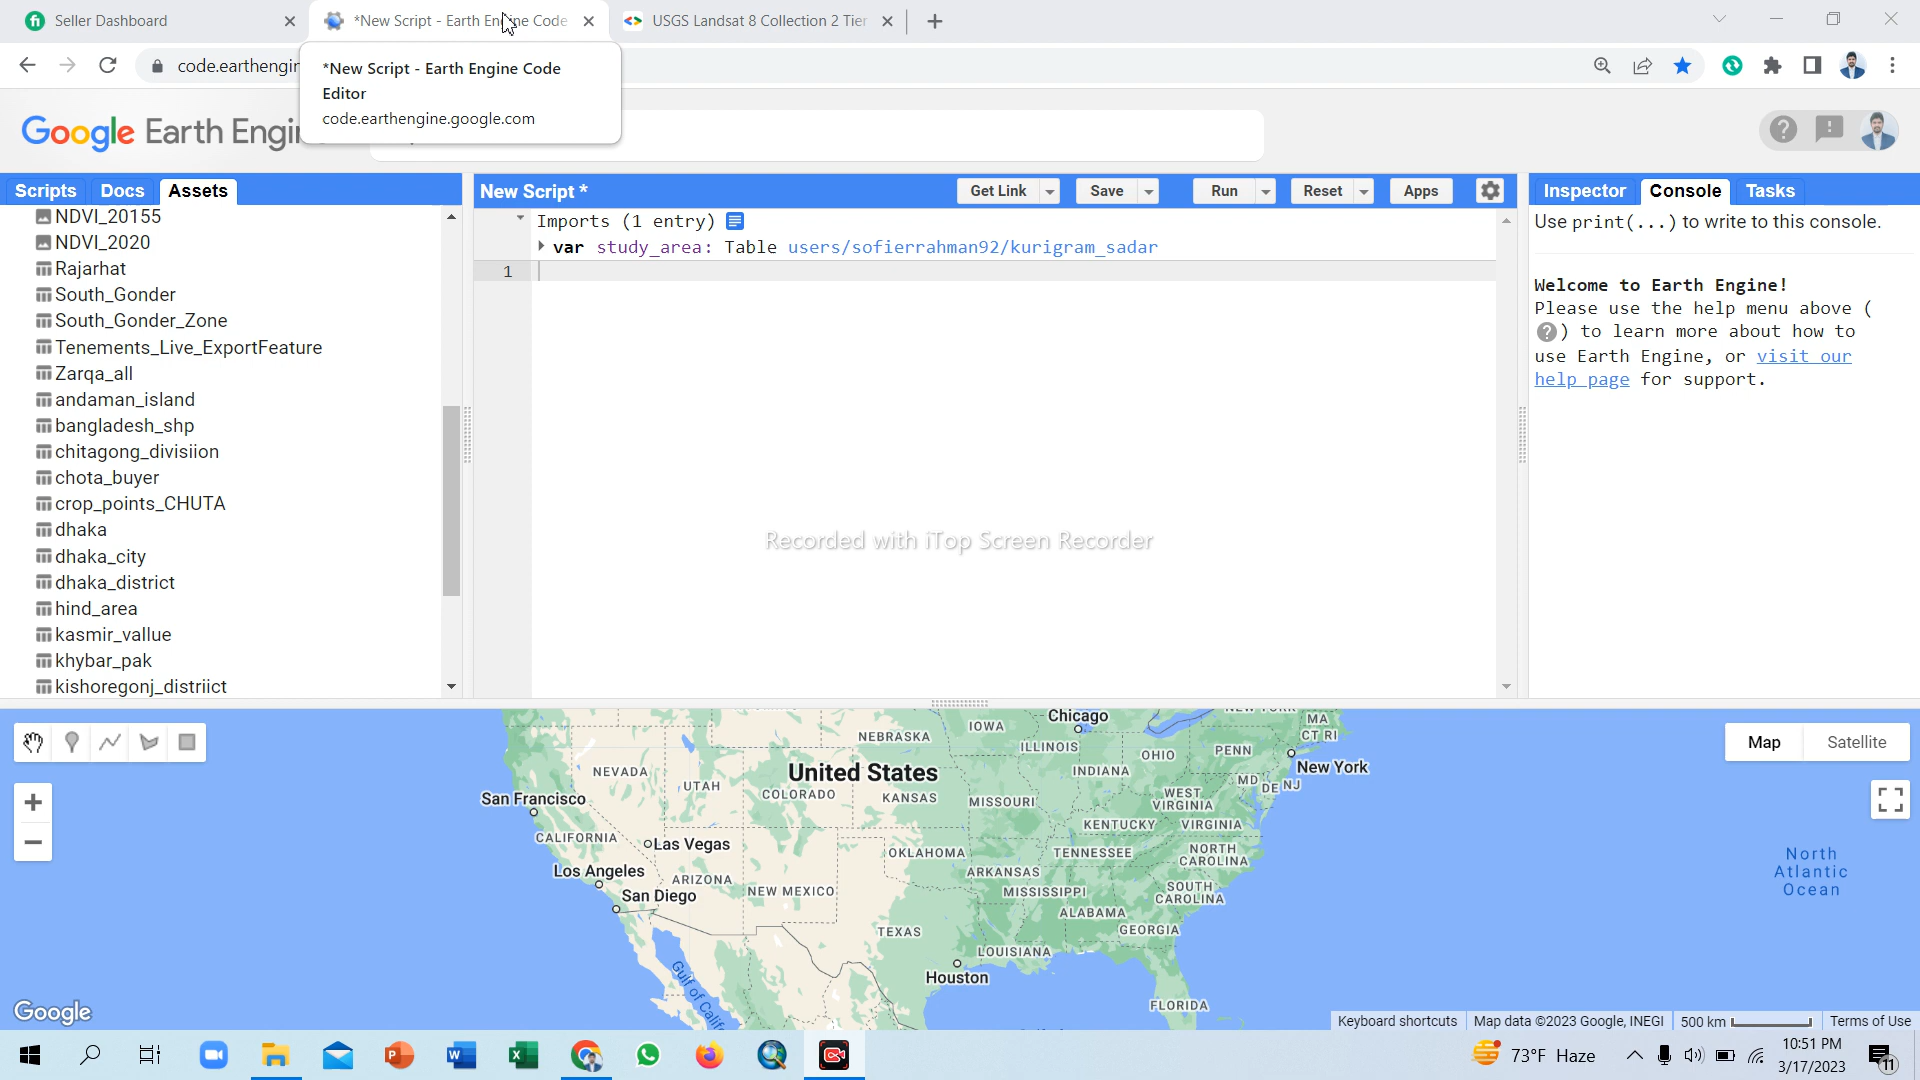 Seller Dashboard
*New Script - Earth Engine Code
USGS Landsat 8 Collection 2 Tier
code.earthengin
*New Script - Earth Engine Code
Editor
code.earthengine.google.com
Google Earth Engi
Scripts Docs Assets
NDVI_20155
NDVI_2020
Rajarhat
South_Gonder
South_Gonder_Zone
Tenements_Live_ExportFeature
Zarqa_all
andaman_island
bangladesh_shp
chitagong_divisiion
chota_buyer
crop_points_CHUTA
dhaka
dhaka_city
dhaka_district
hind_area
kasmir_vallue
khybar_pak
kishoregonj_distriict
New Script *
Get Link Save Run Reset Apps
Imports (1 entry)
var study_area: Table users/sofierrahman92/kurigram_sadar
1
Recorded with iTop Screen Recorder
Inspector Console Tasks
Use print(...) to write to this console.
Welcome to Earth Engine!
Please use the help menu above (
?) to learn more about how to
use Earth Engine, or visit our
help page for support.
Map Satellite
Chicago
IOWA
NEBRASKA
ILLINOIS
OHIO
PENN
MA
CT RI
New York
NEVADA
UTAH
United States
COLORADO
KANSAS
MISSOURI
INDIANA
WEST
VIRGINIA
MD
DE NJ
San Francisco
KENTUCKY
VIRGINIA
CALIFORNIA
Las Vegas
OKLAHOMA
TENNESSEE
NORTH
CAROLINA
Los Angeles
ARIZONA
NEW MEXICO
ARKANSAS
MISSISSIPPI
SOUTH
CAROLINA
San Diego
ALABAMA
TEXAS
GEORGIA
LOUISIANA
Houston
FLORIDA
Gulf of Calif
North
Atlantic
Ocean
Google
Keyboard shortcuts
Map data ©2023 Google, INEGI
500 km
Terms of Use
73°F Haze
10:51 PM
3/17/2023
11